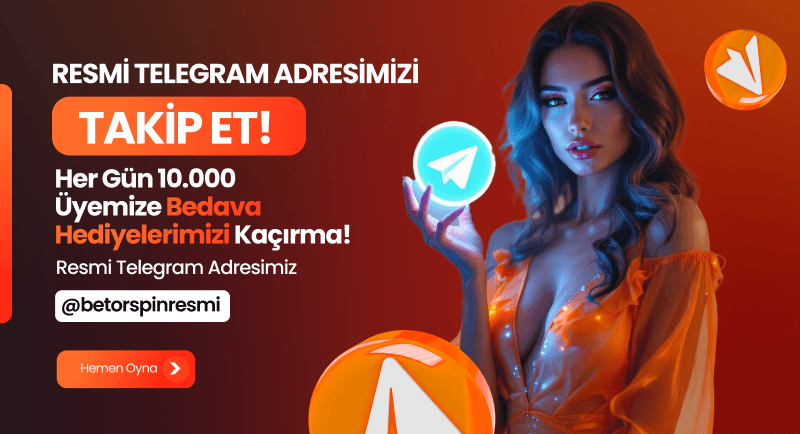 RESMİ TELEGRAM ADRESİMİZİ
TAKİP ET!
Her Gün 10.000
Üyemize Bedava
Hediyelerimizi Kaçırma!
Resmi Telegram Adresimiz
@betorspinresmi
Hemen Oyna